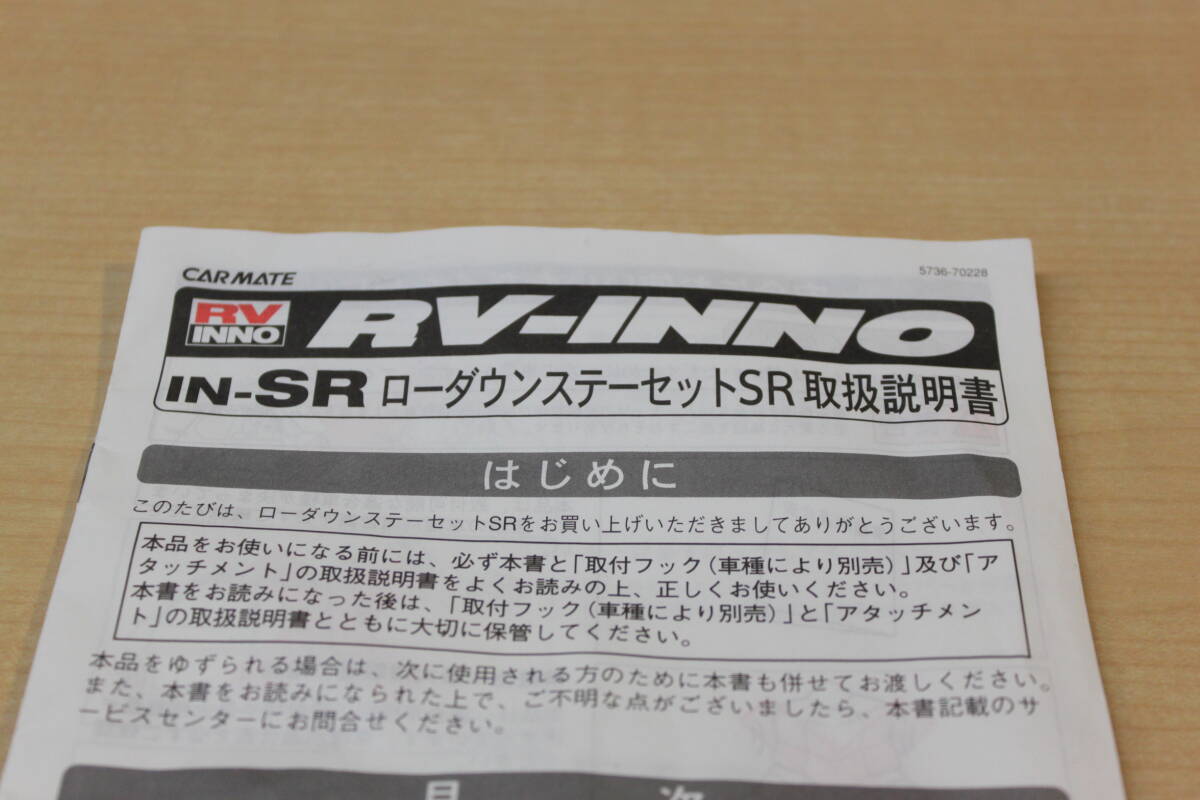 CARMATE
5736-70228
RV INNO
RV-INNO
IN-SR ローダウンステーセットSR 取扱説明書
はじめに
このたびは、ローダウンステーセットSRをお買い上げいただきましてありがとうございます。
本品をお使いになる前には、必ず本書と「取付フック（車種により別売）」及び「ア
タッチメント」の取扱説明書をよくお読みの上、正しくお使いください。
本書をお読みになった後は、「取付フック（車種により別売）」と「アタッチメン
ト」の取扱説明書とともに大切に保管してください。
本品をゆずられる場合は、次に使用される方のために本書も併せてお渡しください。
また、本書をお読みになられた上で、ご不明な点がございましたら、本書記載のサ
ービスセンターにお問合せください。
目 次